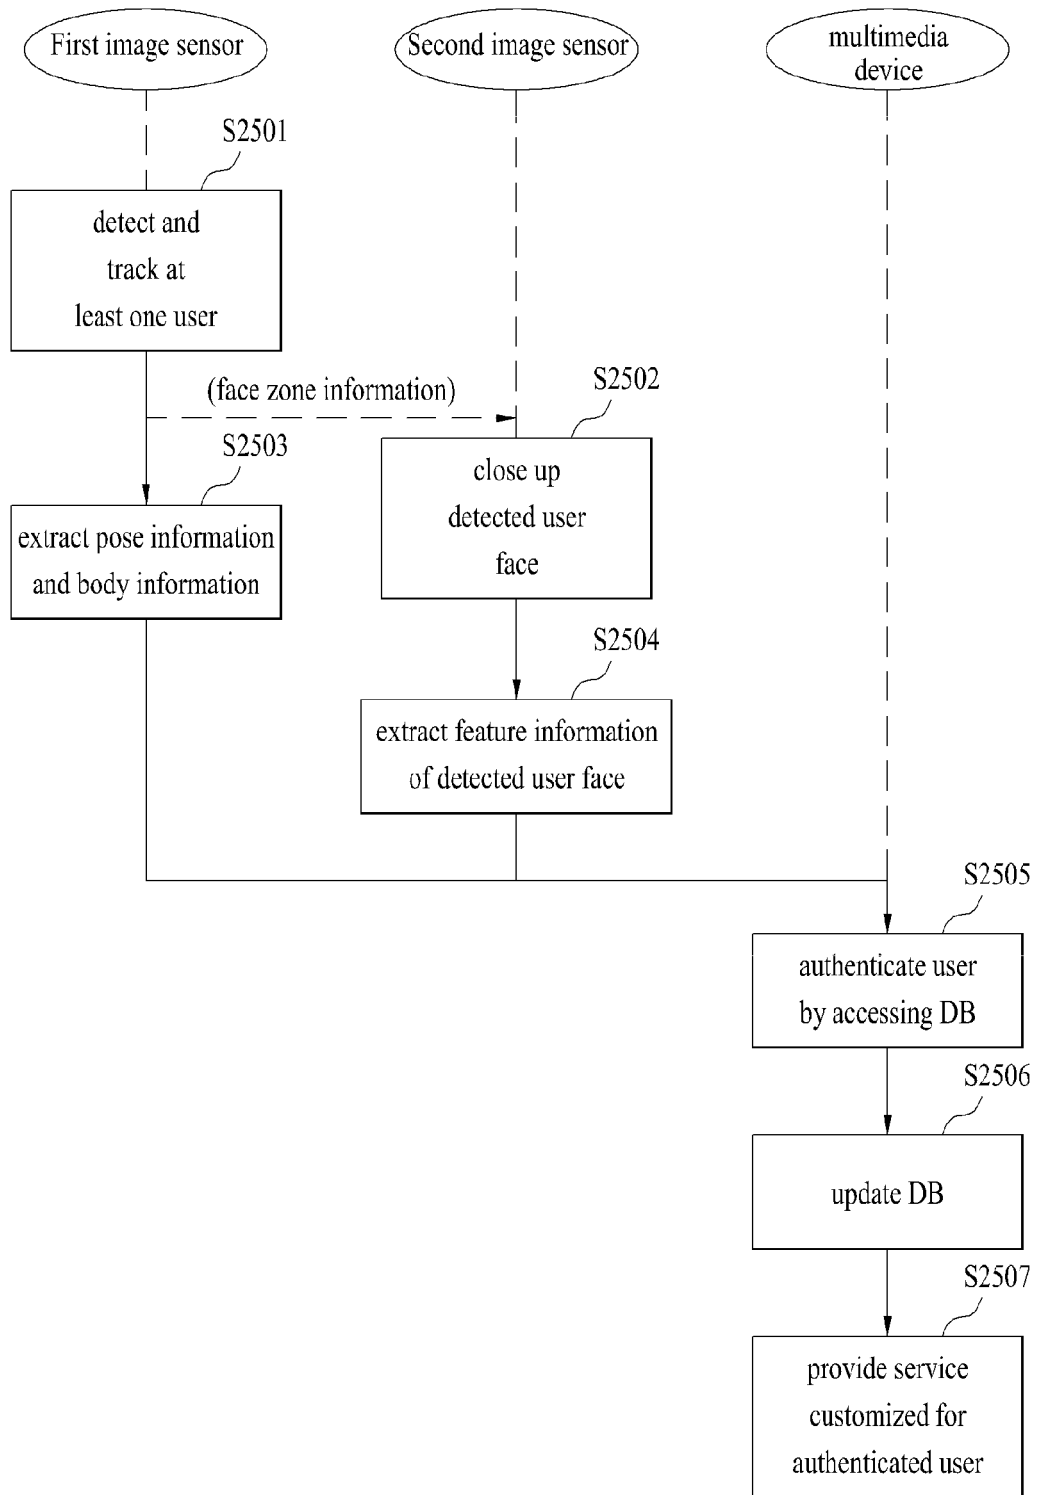 First image sensor
Second image sensor
multimedia
device
S2501
detect and
track at
least one user
(face zone information)
S2502
close up
detected user
face
S2503
extract pose information
and body information
S2504
extract feature information
of detected user face
S2505
authenticate user
by accessing DB
S2506
update DB
S2507
provide service
customized for
authenticated user